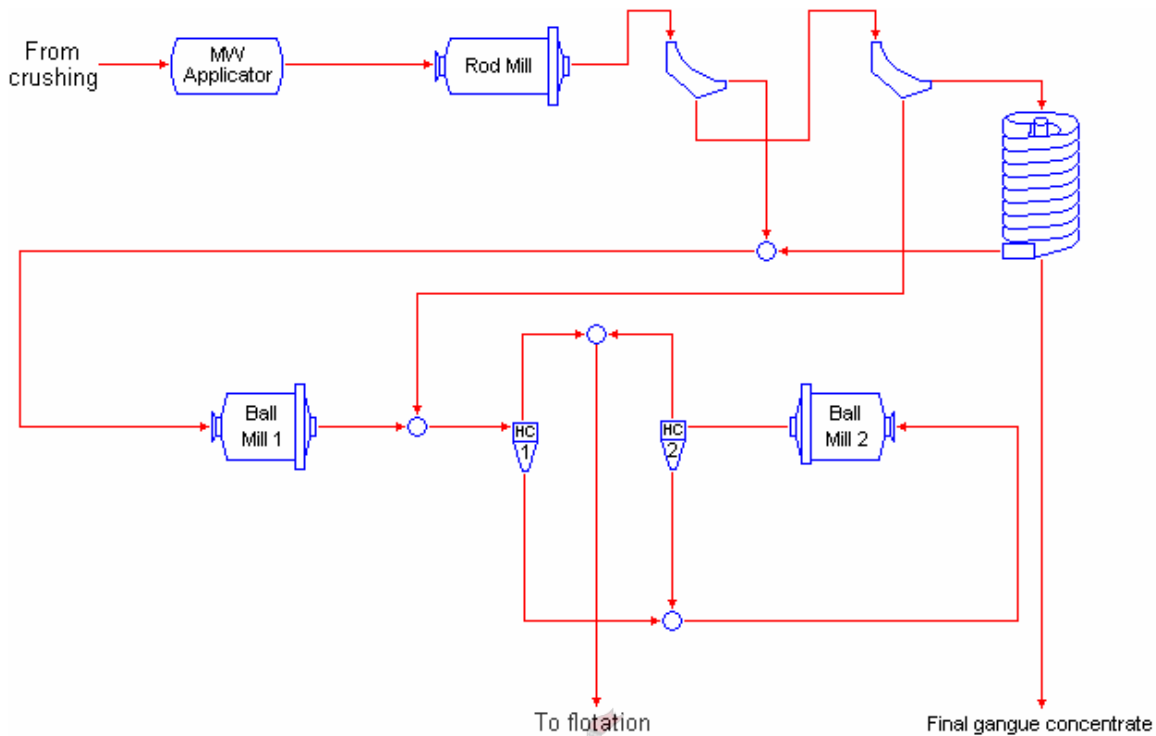 From
crushing
MW
Applicator
Rod Mill
Ball
Mill 1
HC
1
HC
2
Ball
Mill 2
To flotation
Final gangue concentrate